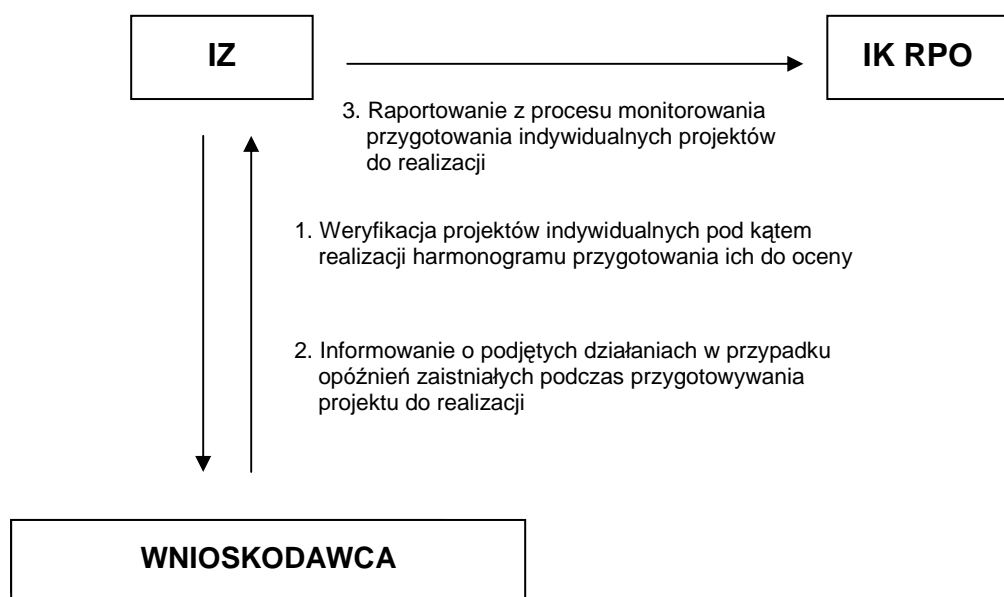 IZ
IK RPO
3. Raportowanie z procesu monitorowania
przygotowania indywidualnych projektów
do realizacji
1. Weryfikacja projektów indywidualnych pod kątem
realizacji harmonogramu przygotowania ich do oceny
2. Informowanie o podjętych działaniach w przypadku
opóźnień zaistniałych podczas przygotowywania
projektu do realizacji
WNIOSKODAWCA